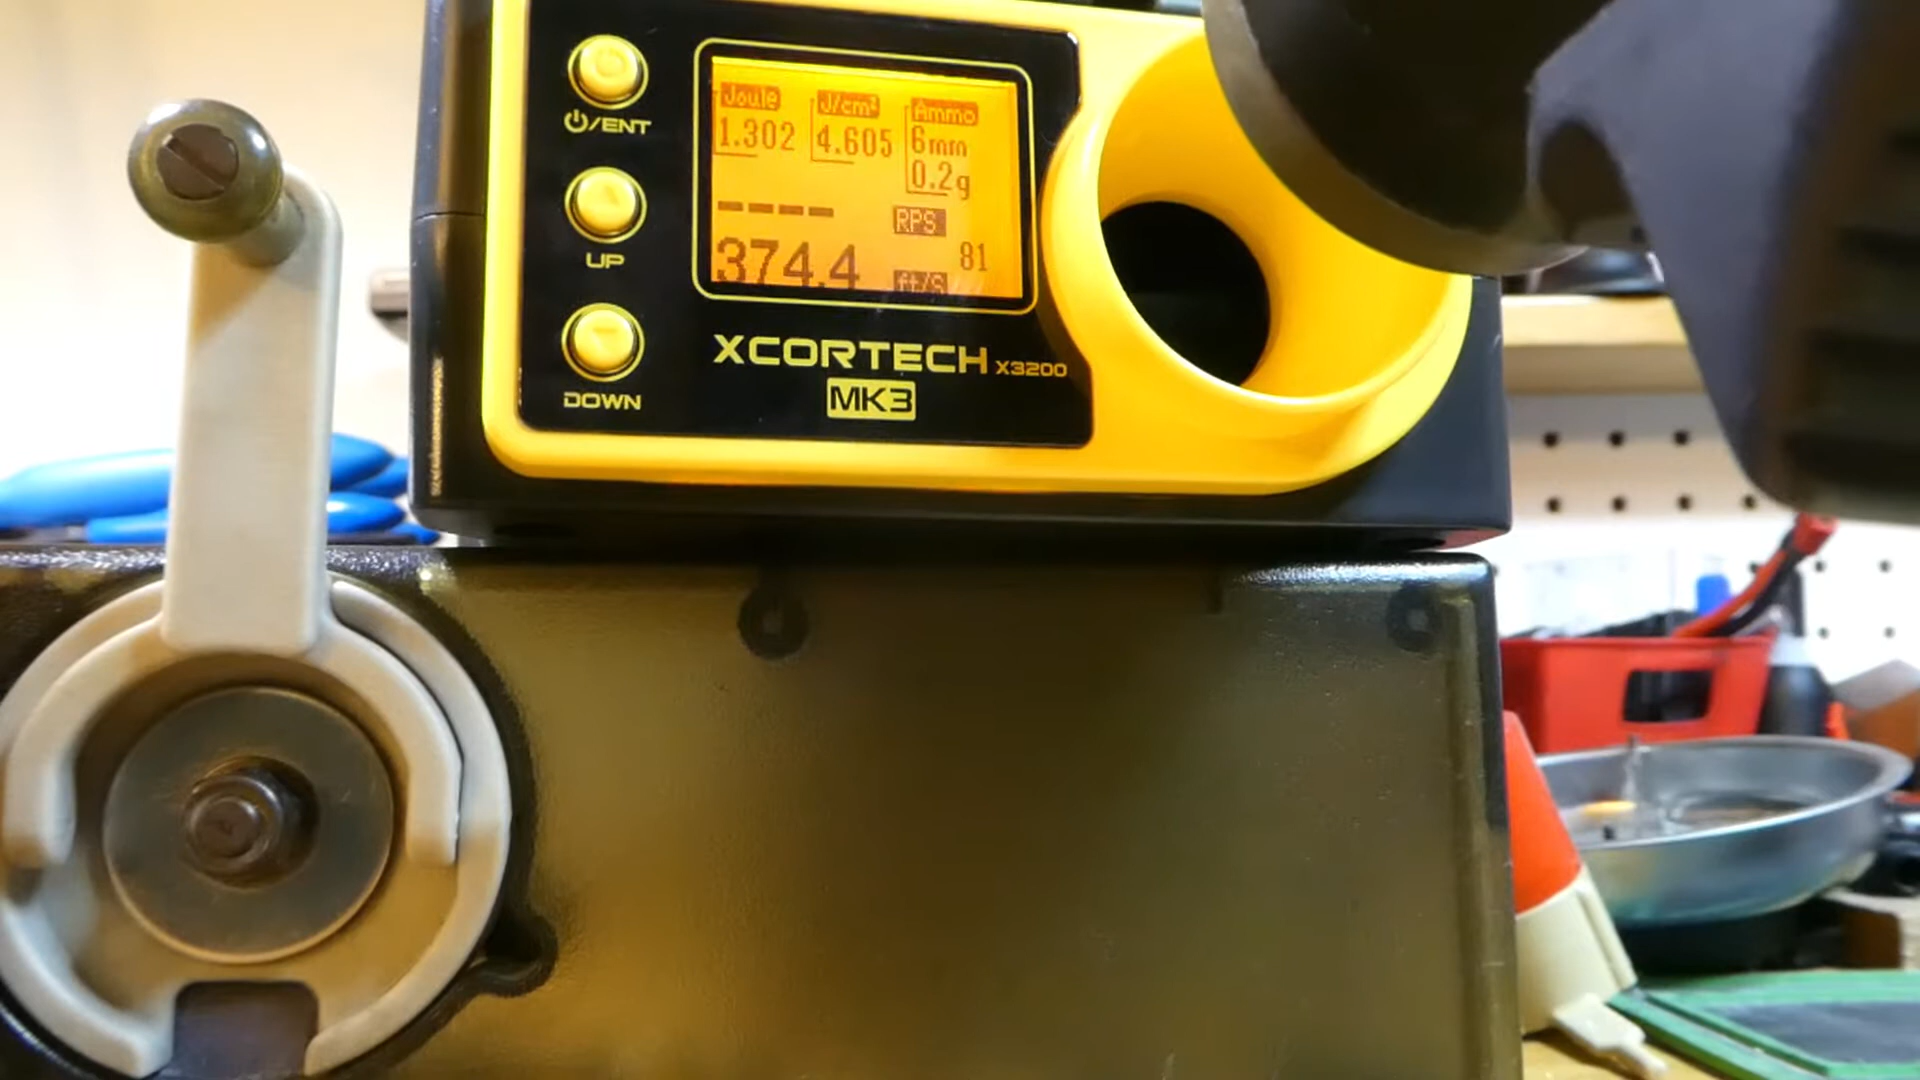 ⏻/ENT
UP
DOWN
Joule J/cm² Ammo
1.302 4.605 6mm
0.2g
---- RPS
81
374.4 ft/s
XCORTECH X3200
MK3